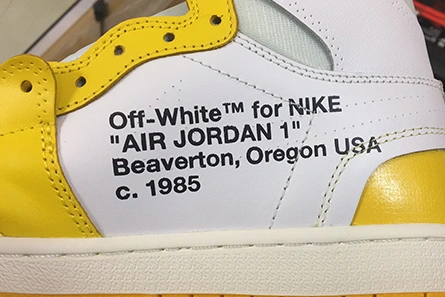 Off-White™ for NIKE
"AIR JORDAN 1"
Beaverton, Oregon USA
c. 1985